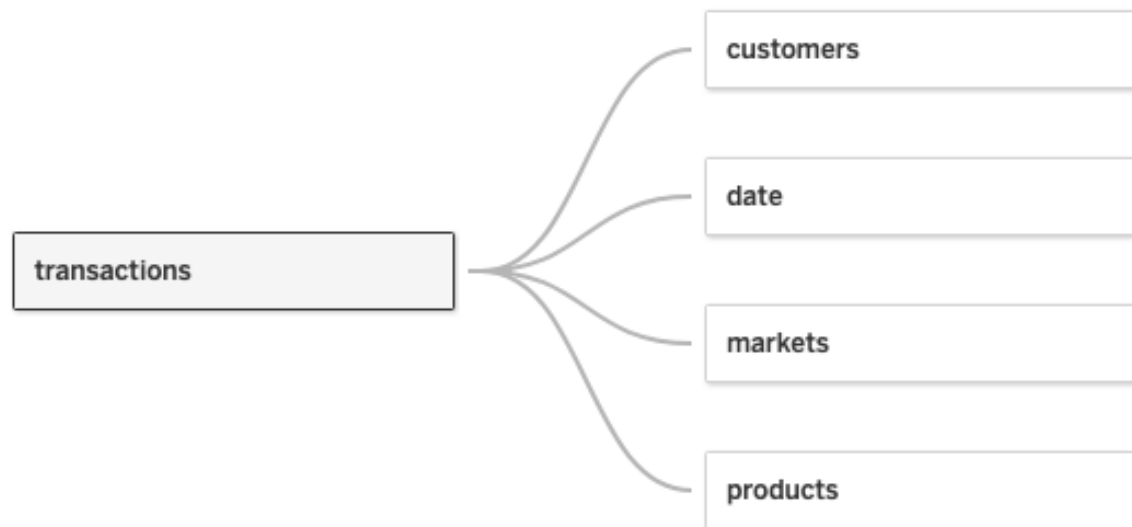 customers
date
transactions
markets
products